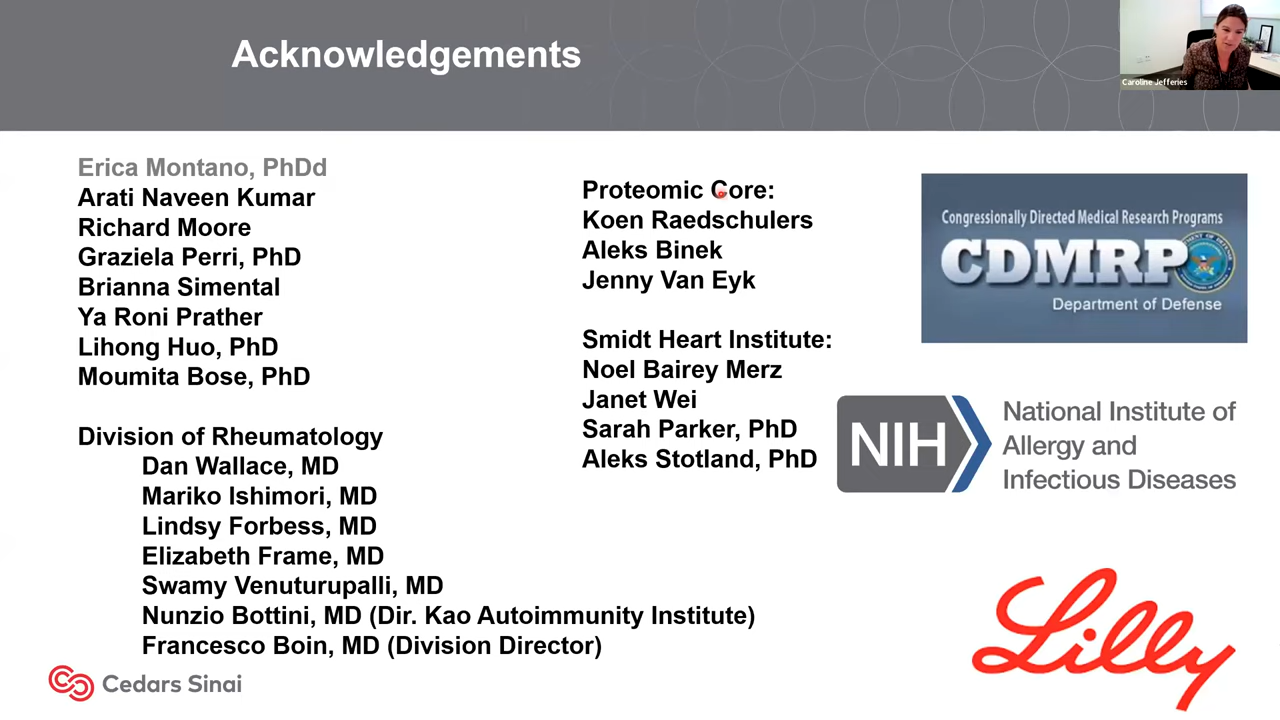 Acknowledgements
Caroline Jefferies
Erica Montano, PhDd
Arati Naveen Kumar
Richard Moore
Graziela Perri, PhD
Brianna Simental
Ya Roni Prather
Lihong Huo, PhD
Moumita Bose, PhD
Division of Rheumatology
Dan Wallace, MD
Mariko Ishimori, MD
Lindsy Forbess, MD
Elizabeth Frame, MD
Swamy Venuturupalli, MD
Nunzio Bottini, MD (Dir. Kao Autoimmunity Institute)
Francesco Boin, MD (Division Director)
Cedars Sinai
Proteomic Core:
Koen Raedschulers
Aleks Binek
Jenny Van Eyk
Smidt Heart Institute:
Noel Bairey Merz
Janet Wei
Sarah Parker, PhD
Aleks Stotland, PhD
Congressionally Directed Medical Research Programs
CDMRP
Department of Defense
NIH
National Institute of
Allergy and
Infectious Diseases
Lilly